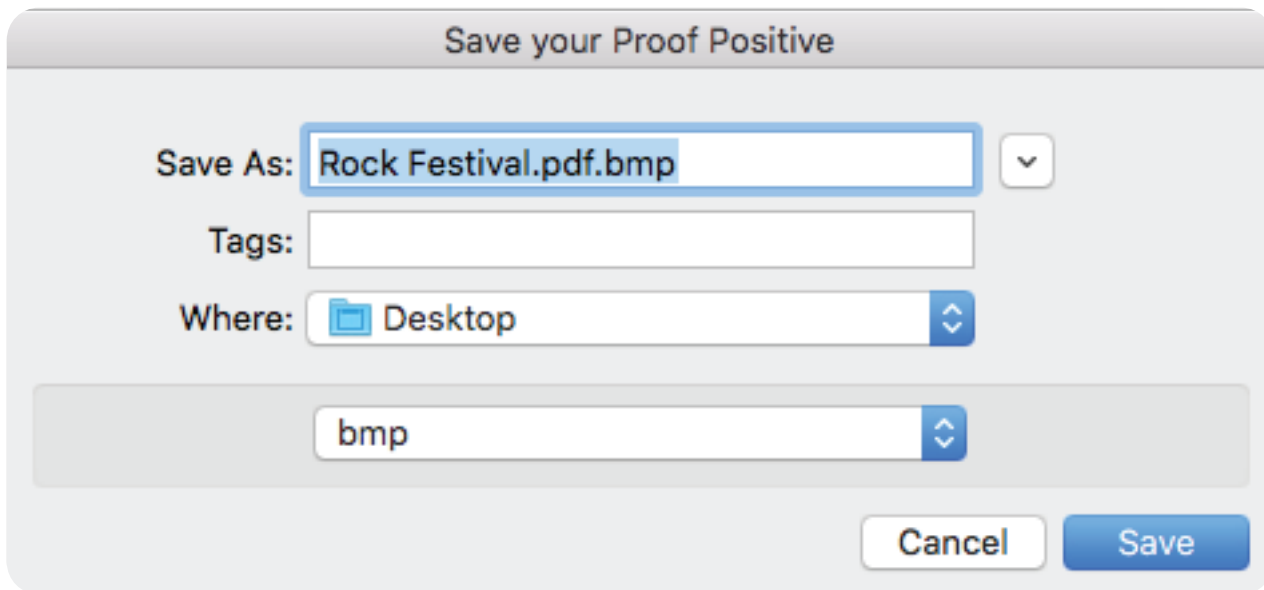 Save your Proof Positive
Save As: Rock Festival.pdf.bmp
Tags:
Where: Desktop
bmp
Cancel Save